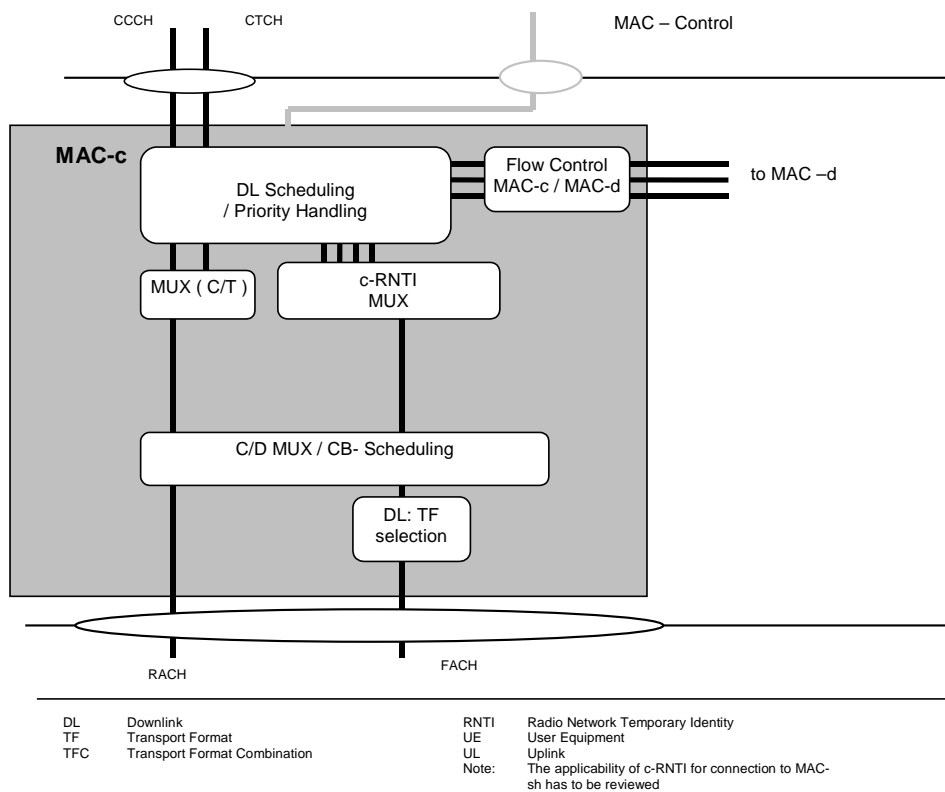 CCCH
CTCH
MAC – Control
MAC-c
DL Scheduling
/ Priority Handling
Flow Control
MAC-c / MAC-d
to MAC –d
MUX ( C/T )
c-RNTI
MUX
C/D MUX / CB- Scheduling
DL: TF
selection
RACH
FACH
DL Downlink
TF Transport Format
TFC Transport Format Combination
RNTI Radio Network Temporary Identity
UE User Equipment
UL Uplink
Note: The applicability of c-RNTI for connection to MAC-
sh has to be reviewed